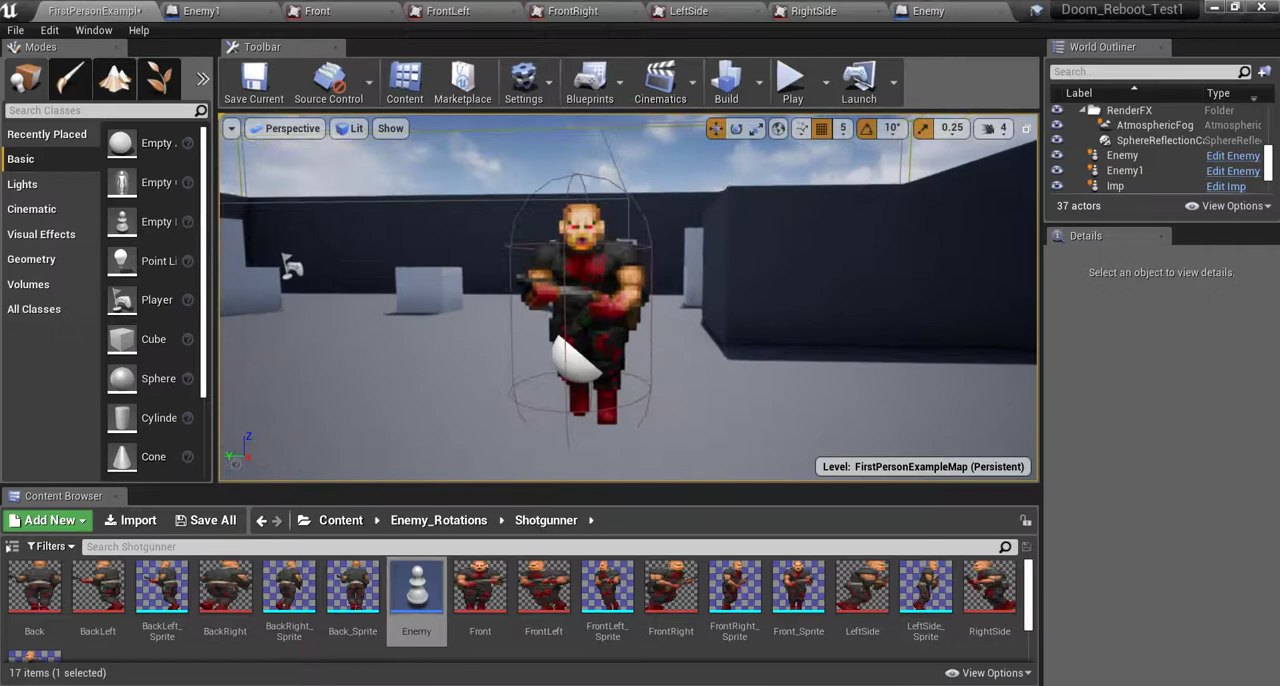 FirstPersonExampl•
Enemy1
Front
FrontLeft
FrontRight
LeftSide
RightSide
Enemy
Doom_Reboot_Test1
File Edit Window Help
Modes
Search Classes
Recently Placed
Basic
Lights
Cinematic
Visual Effects
Geometry
Volumes
All Classes
Empty
Empty
Empty
Point Li
Player
Cube
Sphere
Cylinde
Cone
Toolbar
Save Current
Source Control
Content
Marketplace
Settings
Blueprints
Cinematics
Build
Play
Launch
Perspective
Lit
Show
5
10°
0.25
4
Z
Y
Level: FirstPersonExampleMap (Persistent)
World Outliner
Search...
Label Type
RenderFX Folder
AtmosphericFog Atmospheric
SphereReflectionCa SphereRefle
Enemy Edit Enemy
Enemy1 Edit Enemy
Imp Edit Imp
37 actors
View Options
Details
Select an object to view details.
Content Browser
Add New
Import
Save All
Content
Enemy_Rotations
Shotgunner
Filters
Search Shotgunner
Back
BackLeft
BackLeft_
Sprite
BackRight
BackRight_
Sprite
Back_Sprite
Enemy
Front
FrontLeft
FrontLeft_
Sprite
FrontRight
FrontRight_
Sprite
Front_Sprite
LeftSide
LeftSide_
Sprite
RightSide
17 items (1 selected)
View Options